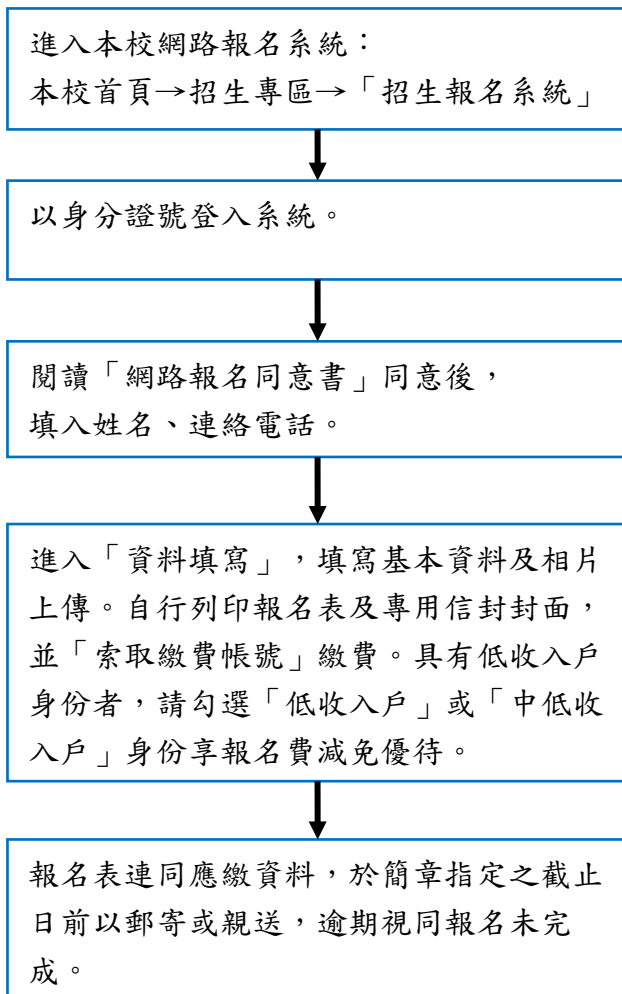 進入本校網路報名系統：
本校首頁→招生專區→「招生報名系統」
以身分證號登入系統。
閱讀「網路報名同意書」同意後，
填入姓名、連絡電話。
進入「資料填寫」，填寫基本資料及相片
上傳。自行列印報名表及專用信封封面，
並「索取繳費帳號」繳費。具有低收入戶
身份者，請勾選「低收入戶」或「中低收
入戶」身份享報名費減免優待。
報名表連同應繳資料，於簡章指定之截止
日前以郵寄或親送，逾期視同報名未完
成。